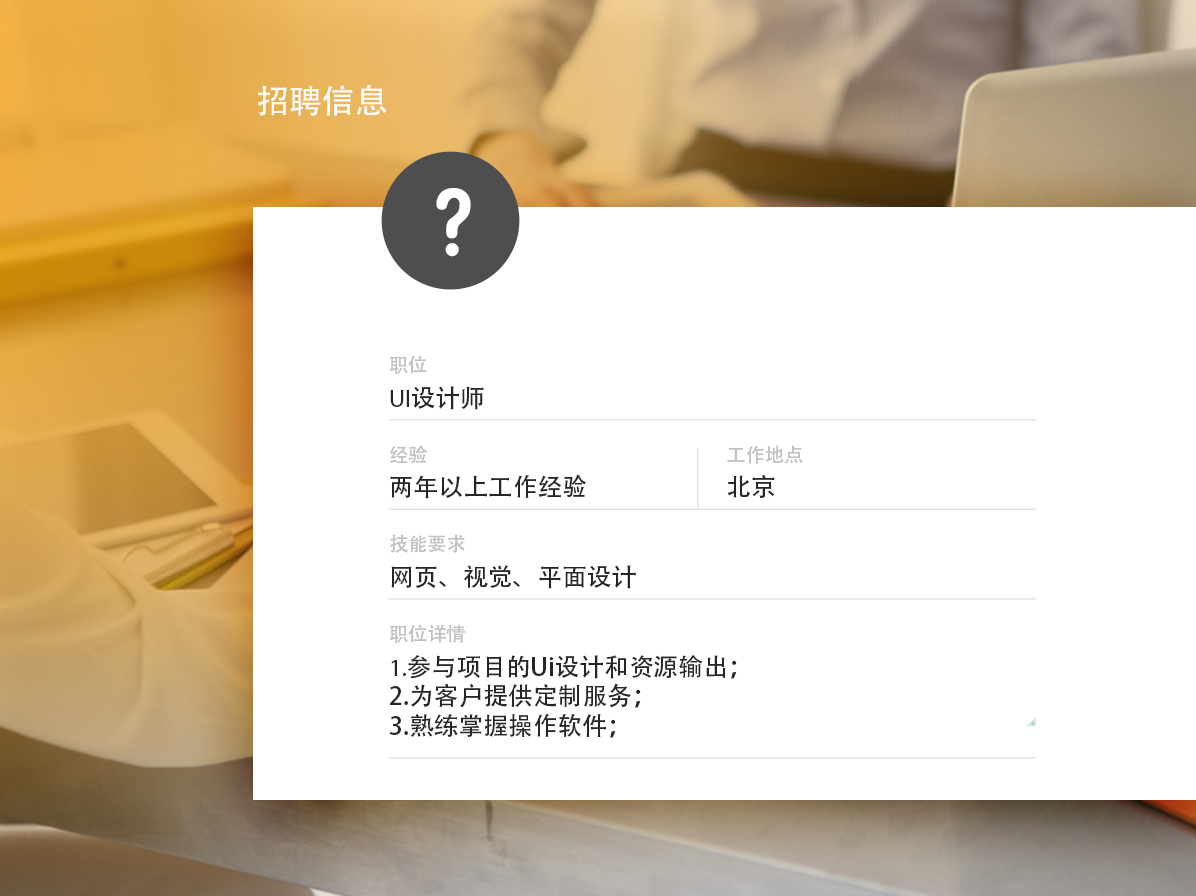 招聘信息
?
职位
UI设计师
经验
工作地点
两年以上工作经验
北京
技能要求
网页、视觉、平面设计
职位详情
1.参与项目的Ui设计和资源输出;
2.为客户提供定制服务;
3.熟练掌握操作软件;